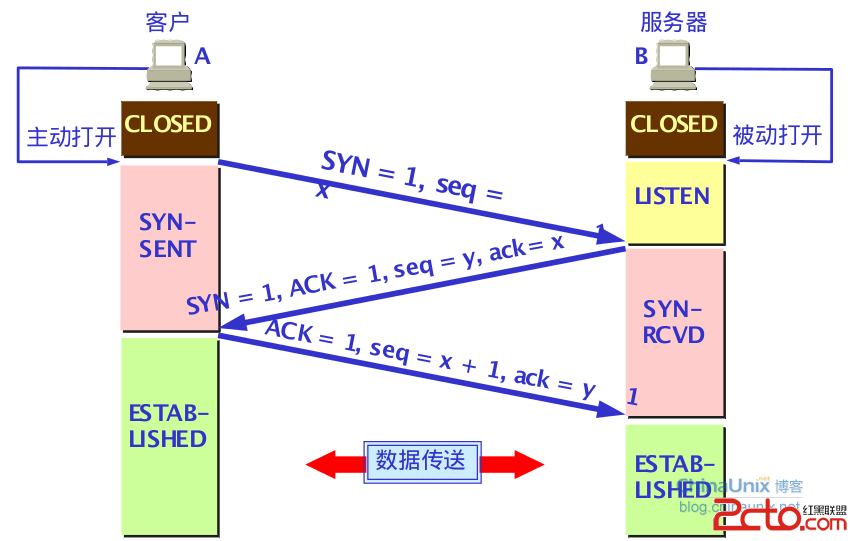 客户
服务器
A
B
CLOSED
CLOSED
主动打开
被动打开
SYN = 1, seq =
x
LISTEN
SYN-
SENT
1
SYN = 1, ACK = 1, seq = y, ack= x
SYN-
RCVD
ACK = 1, seq = x + 1, ack = y
1
ESTAB-
LISHED
数据传送
ESTAB-
LISHED
ChinaUnix.net 博客
blog.chinaunix.net
2cto.com
红黑联盟